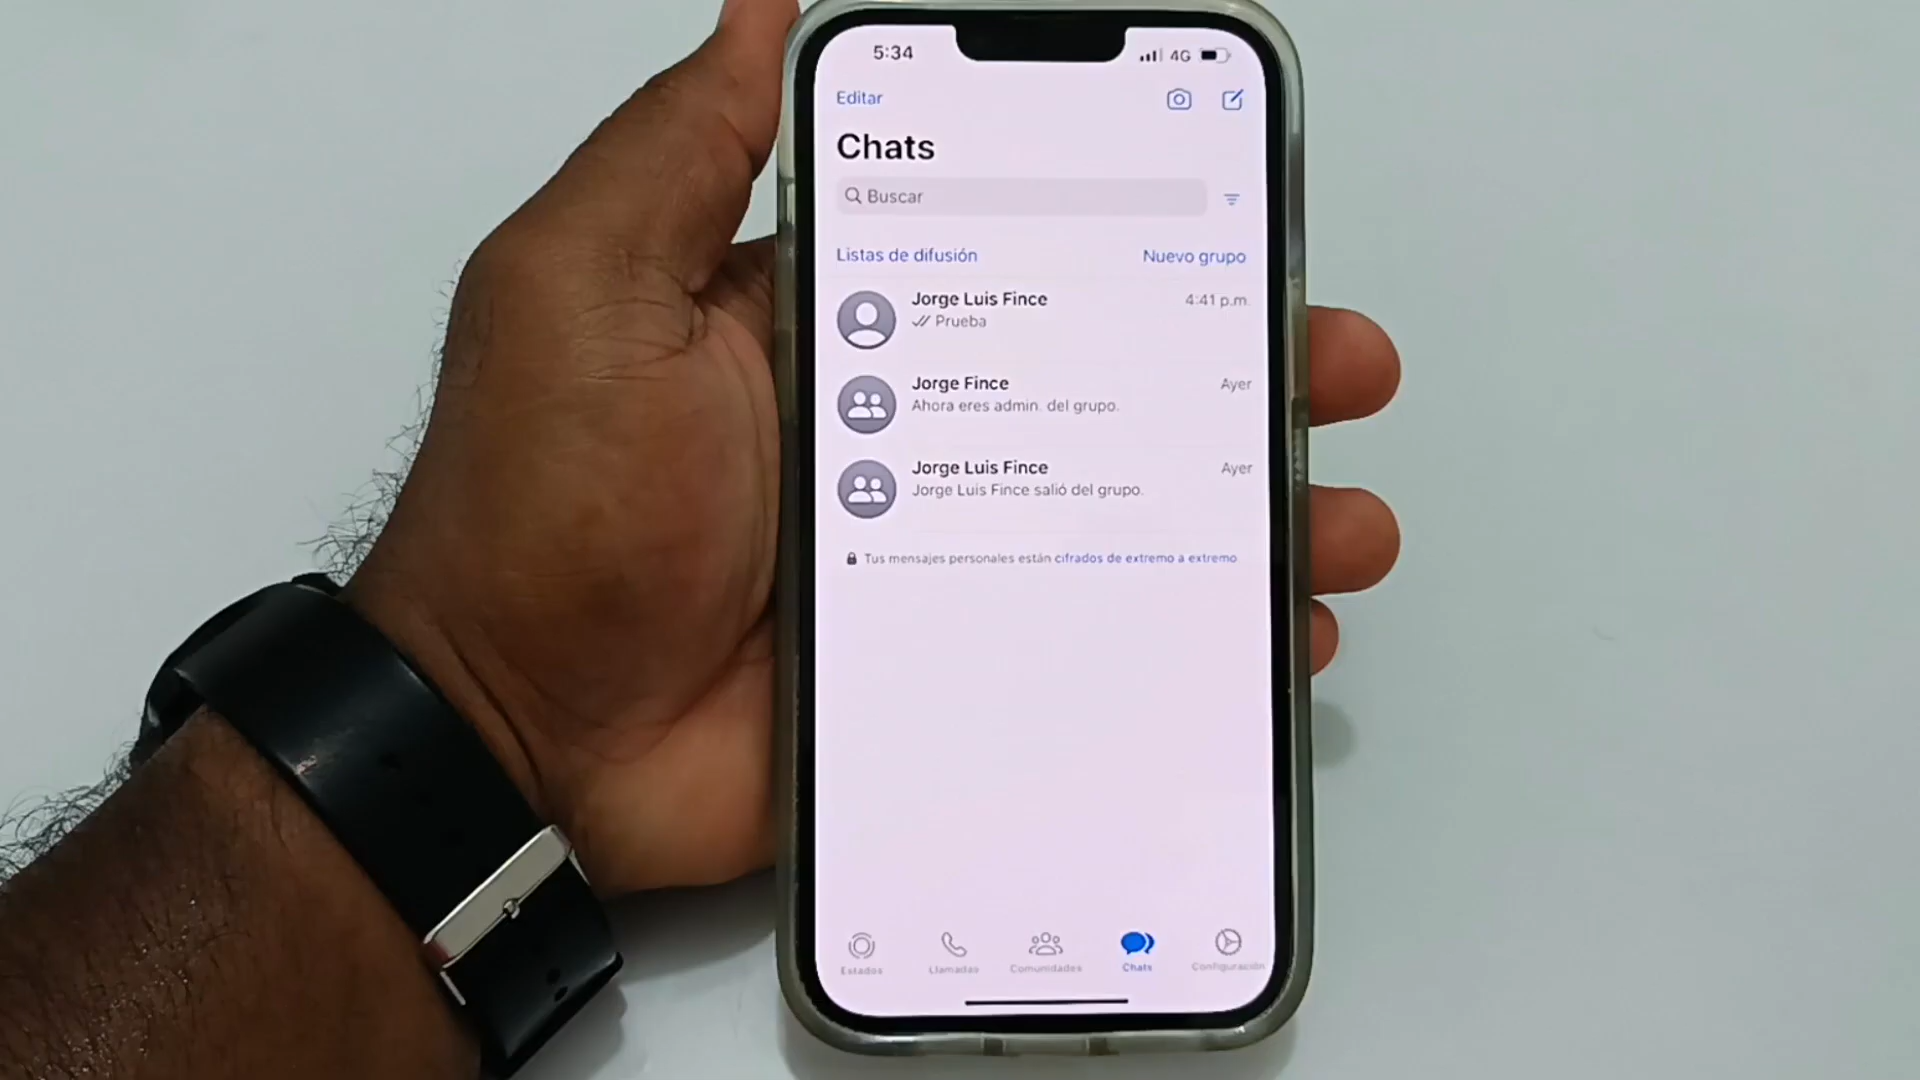 5:34
4G
Editar
Chats
Buscar
Listas de difusión
Nuevo grupo
Jorge Luis Fince
4:41 p.m.
Prueba
Jorge Fince
Ayer
Ahora eres admin. del grupo.
Jorge Luis Fince
Ayer
Jorge Luis Fince salió del grupo.
Tus mensajes personales están cifrados de extremo a extremo
Estados
Llamadas
Comunidades
Chats
Configuración